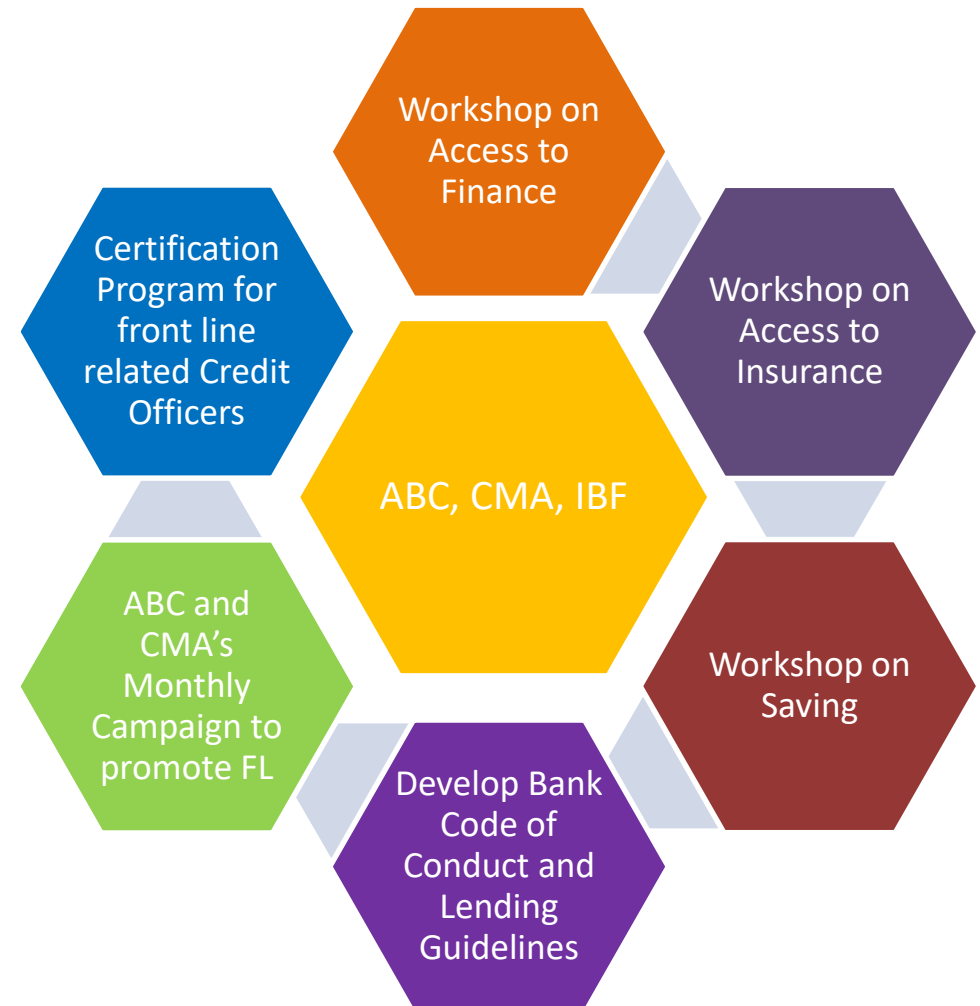 Workshop on
Access to
Finance
Workshop on
Access to
Insurance
Workshop on
Saving
Develop Bank
Code of
Conduct and
Lending
Guidelines
ABC and
CMA’s
Monthly
Campaign to
promote FL
Certification
Program for
front line
related Credit
Officers
ABC, CMA, IBF